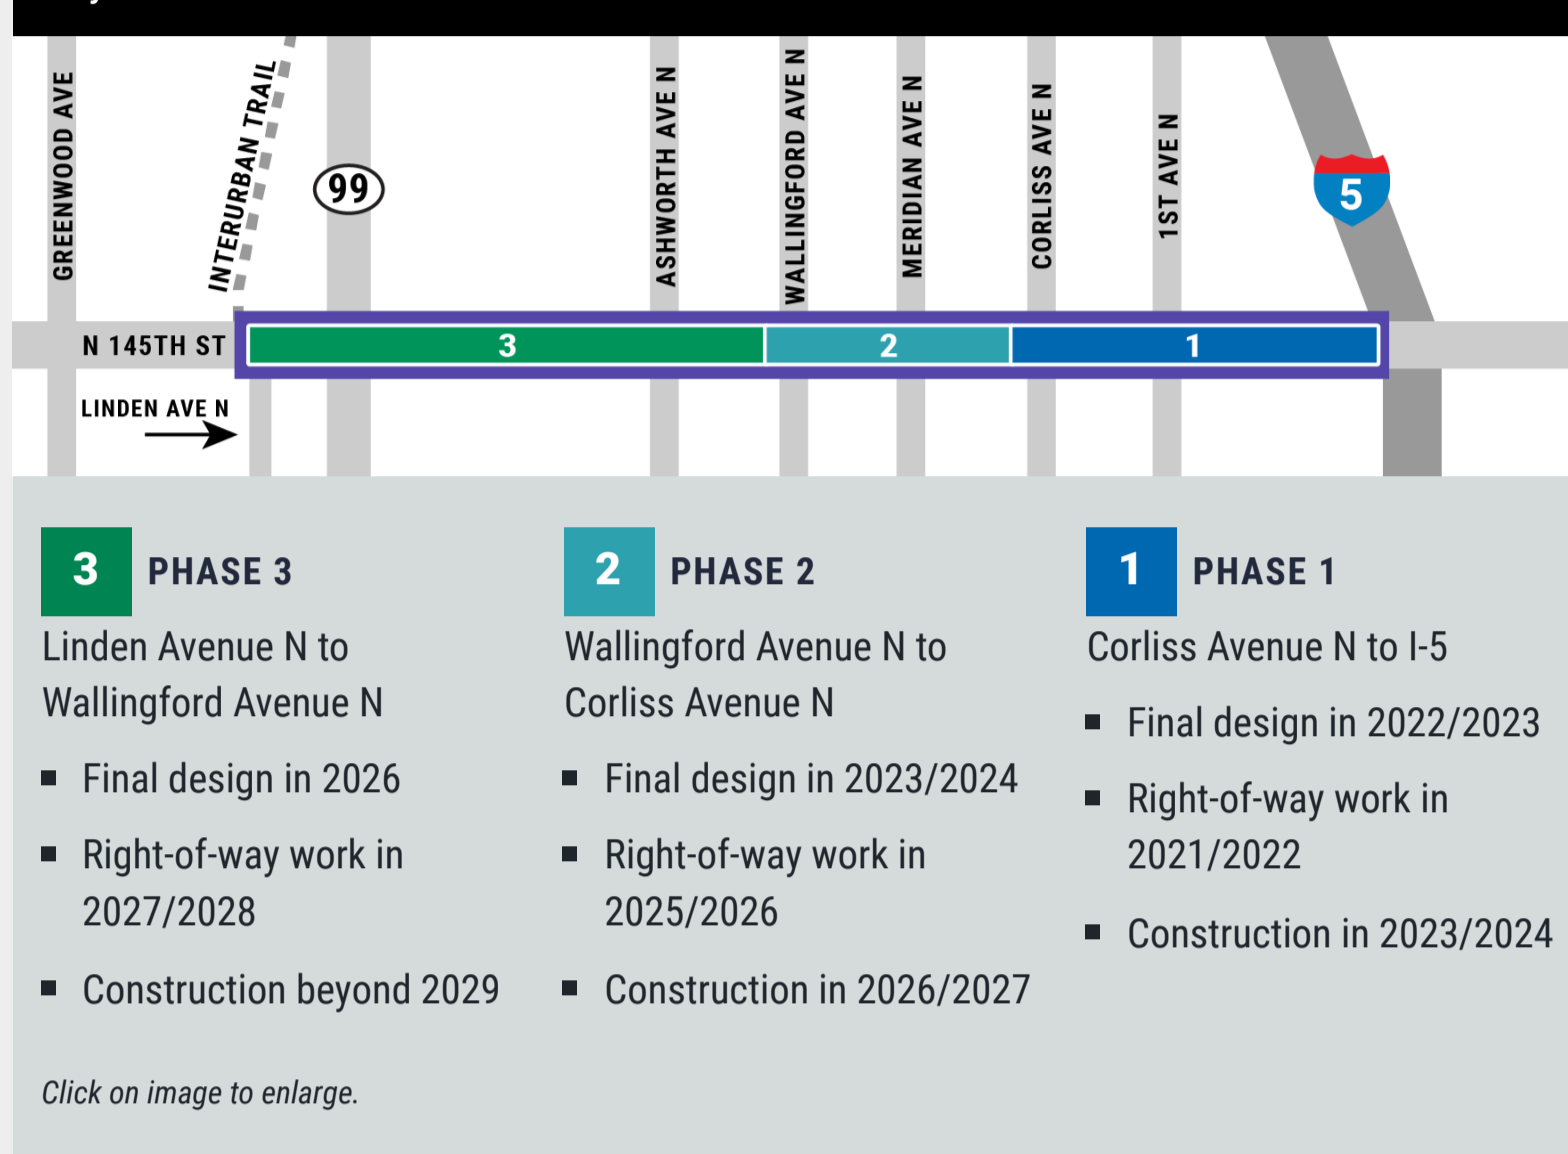 GREENWOOD AVE
INTERURBAN TRAIL
99
ASHWORTH AVE N
WALLINGFORD AVE N
MERIDIAN AVE N
CORLISS AVE N
1ST AVE N
5
N 145TH ST
3
2
1
LINDEN AVE N
3 PHASE 3
Linden Avenue N to
Wallingford Avenue N
▪ Final design in 2026
▪ Right-of-way work in
2027/2028
▪ Construction beyond 2029
2 PHASE 2
Wallingford Avenue N to
Corliss Avenue N
▪ Final design in 2023/2024
▪ Right-of-way work in
2025/2026
▪ Construction in 2026/2027
1 PHASE 1
Corliss Avenue N to I-5
▪ Final design in 2022/2023
▪ Right-of-way work in
2021/2022
▪ Construction in 2023/2024
Click on image to enlarge.